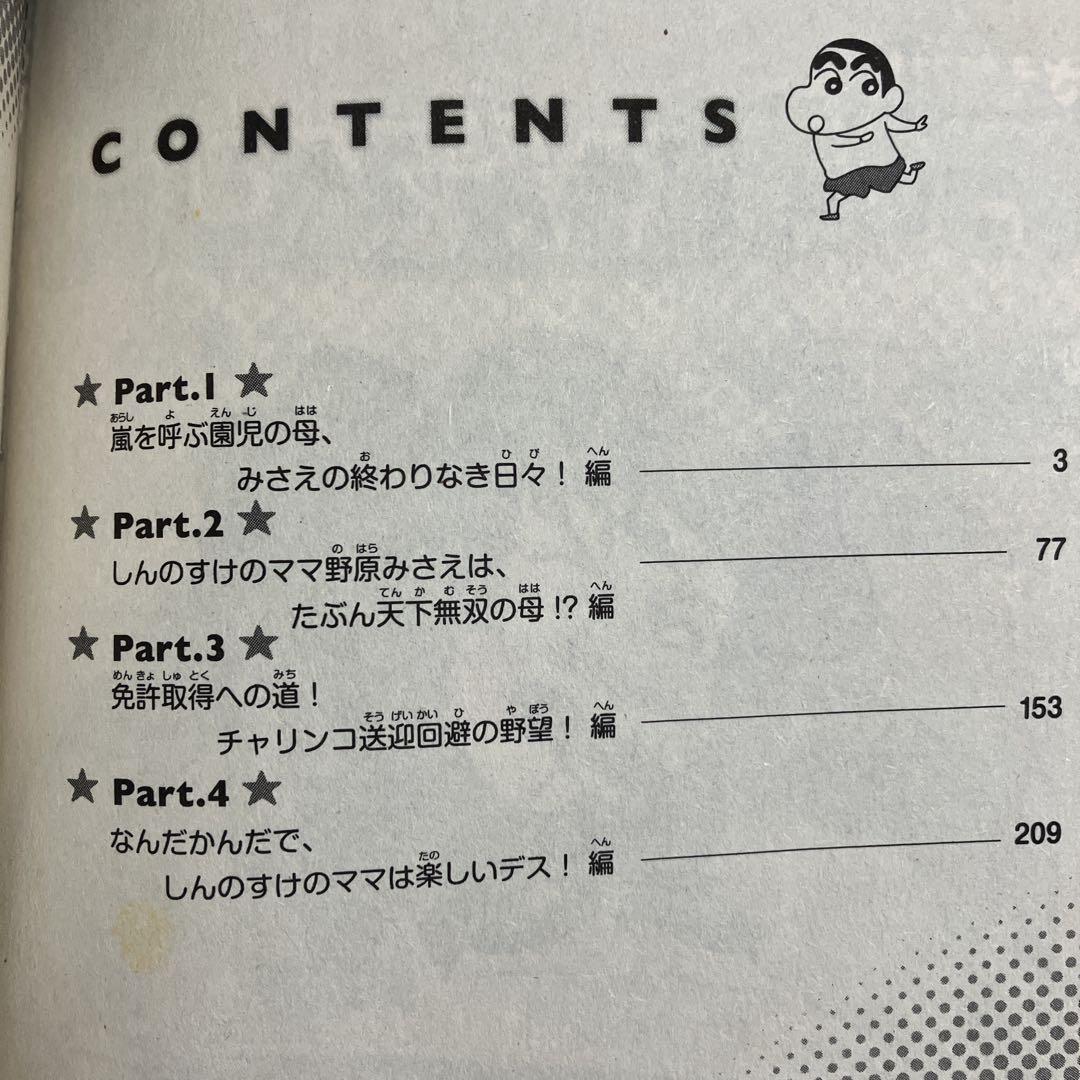 CONTENTS
★ Part.1 ★
嵐を呼ぶ園児の母、
みさえの終わりなき日々！編 3
★ Part.2 ★
しんのすけのママ野原みさえは、 77
たぶん天下無双の母!?編
★ Part.3 ★
免許取得への道！
チャリンコ送迎回避の野望！編 153
★ Part.4 ★
なんだかんだで、
しんのすけのママは楽しいデス！編 209